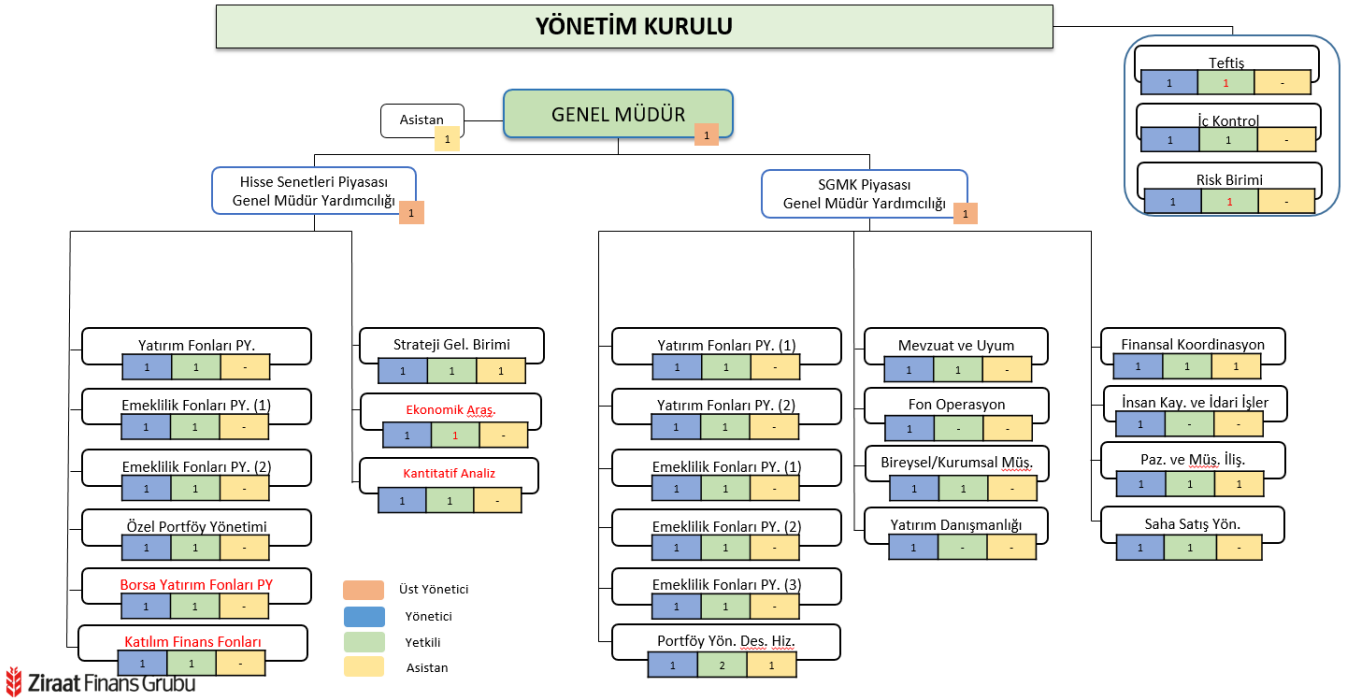 YÖNETİM KURULU
Teftiş
1 1 -
İç Kontrol
1 1 -
Risk Birimi
1 1 -
Asistan
1
GENEL MÜDÜR
1
Hisse Senetleri Piyasası
Genel Müdür Yardımcılığı
1
SGMK Piyasası
Genel Müdür Yardımcılığı
1
Yatırım Fonları PY.
1 1 -
Emeklilik Fonları PY. (1)
1 1 -
Emeklilik Fonları PY. (2)
1 1 -
Özel Portföy Yönetimi
1 1 -
Borsa Yatırım Fonları PY
1 1 -
Katılım Finans Fonları
1 1 -
Strateji Gel. Birimi
1 1 1
Ekonomik Araş.
1 1 -
Kantitatif Analiz
1 1 -
Yatırım Fonları PY. (1)
1 1 -
Yatırım Fonları PY. (2)
1 1 -
Emeklilik Fonları PY. (1)
1 1 -
Emeklilik Fonları PY. (2)
1 1 -
Emeklilik Fonları PY. (3)
1 1 -
Portföy Yön. Des. Hiz.
1 2 1
Mevzuat ve Uyum
1 1 -
Fon Operasyon
1 - -
Bireysel/Kurumsal Müş.
1 1 -
Yatırım Danışmanlığı
1 - -
Finansal Koordinasyon
1 1 1
İnsan Kay. ve İdari İşler
1 - -
Paz. ve Müş. İliş.
1 1 1
Saha Satış Yön.
1 1 -
Üst Yönetici
Yönetici
Yetkili
Asistan
Ziraat Finans Grubu